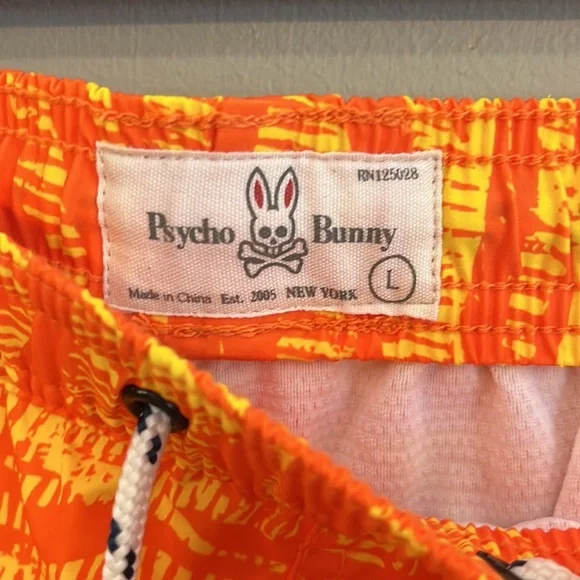 RN125028
Psycho Bunny
Made in China Est. 2005 NEW YORK
L